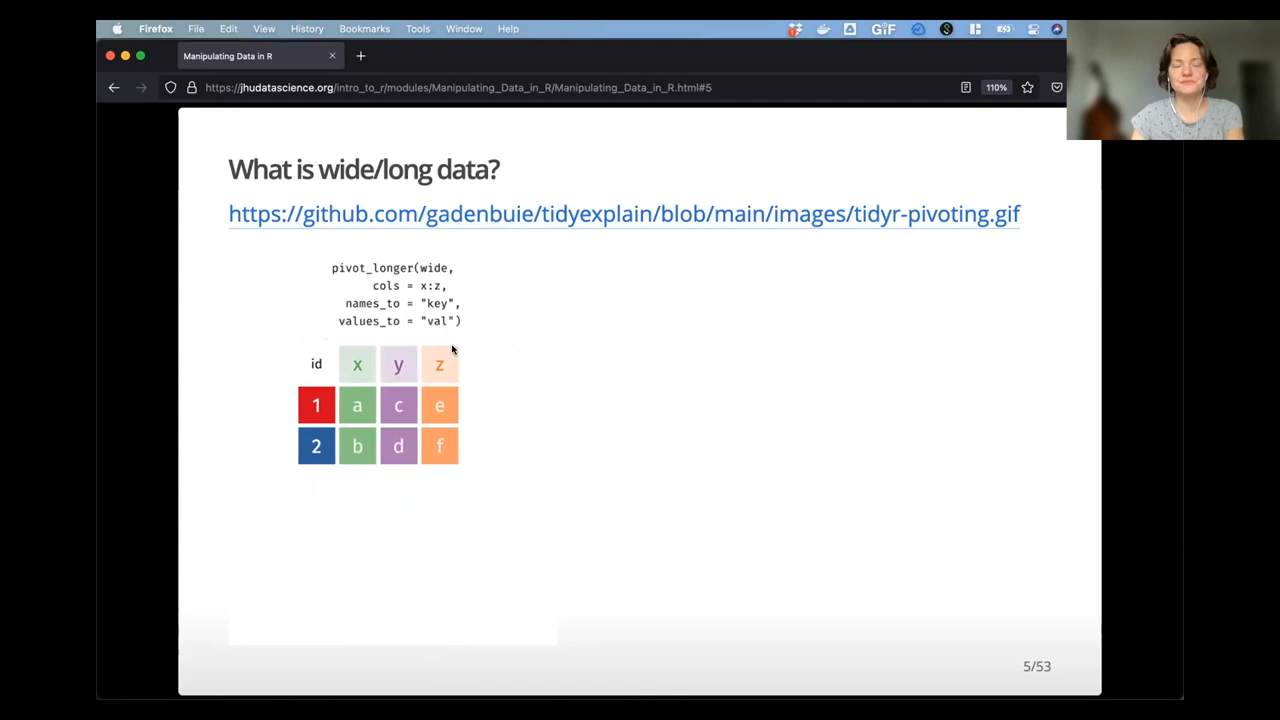 Firefox File Edit View History Bookmarks Tools Window Help
GIF
Manipulating Data in R
https://jhudatascience.org/intro_to_r/modules/Manipulating_Data_in_R/Manipulating_Data_in_R.html#5
110%
What is wide/long data?
https://github.com/gadenbuie/tidyexplain/blob/main/images/tidyr-pivoting.gif
pivot_longer(wide,
cols = x:z,
names_to = "key",
values_to = "val")
id x y z
1 a c e
2 b d f
5/53